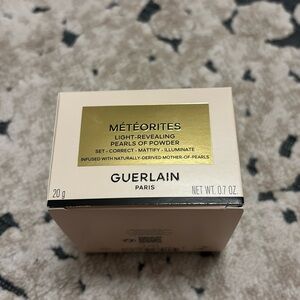 MÉTÉORITES
LIGHT-REVEALING
PEARLS OF POWDER
SET - CORRECT - MATTIFY - ILLUMINATE
INFUSED WITH NATURALLY-DERIVED MOTHER-OF-PEARLS
GUERLAIN
PARIS
20 g
NET WT. 0.7 OZ.